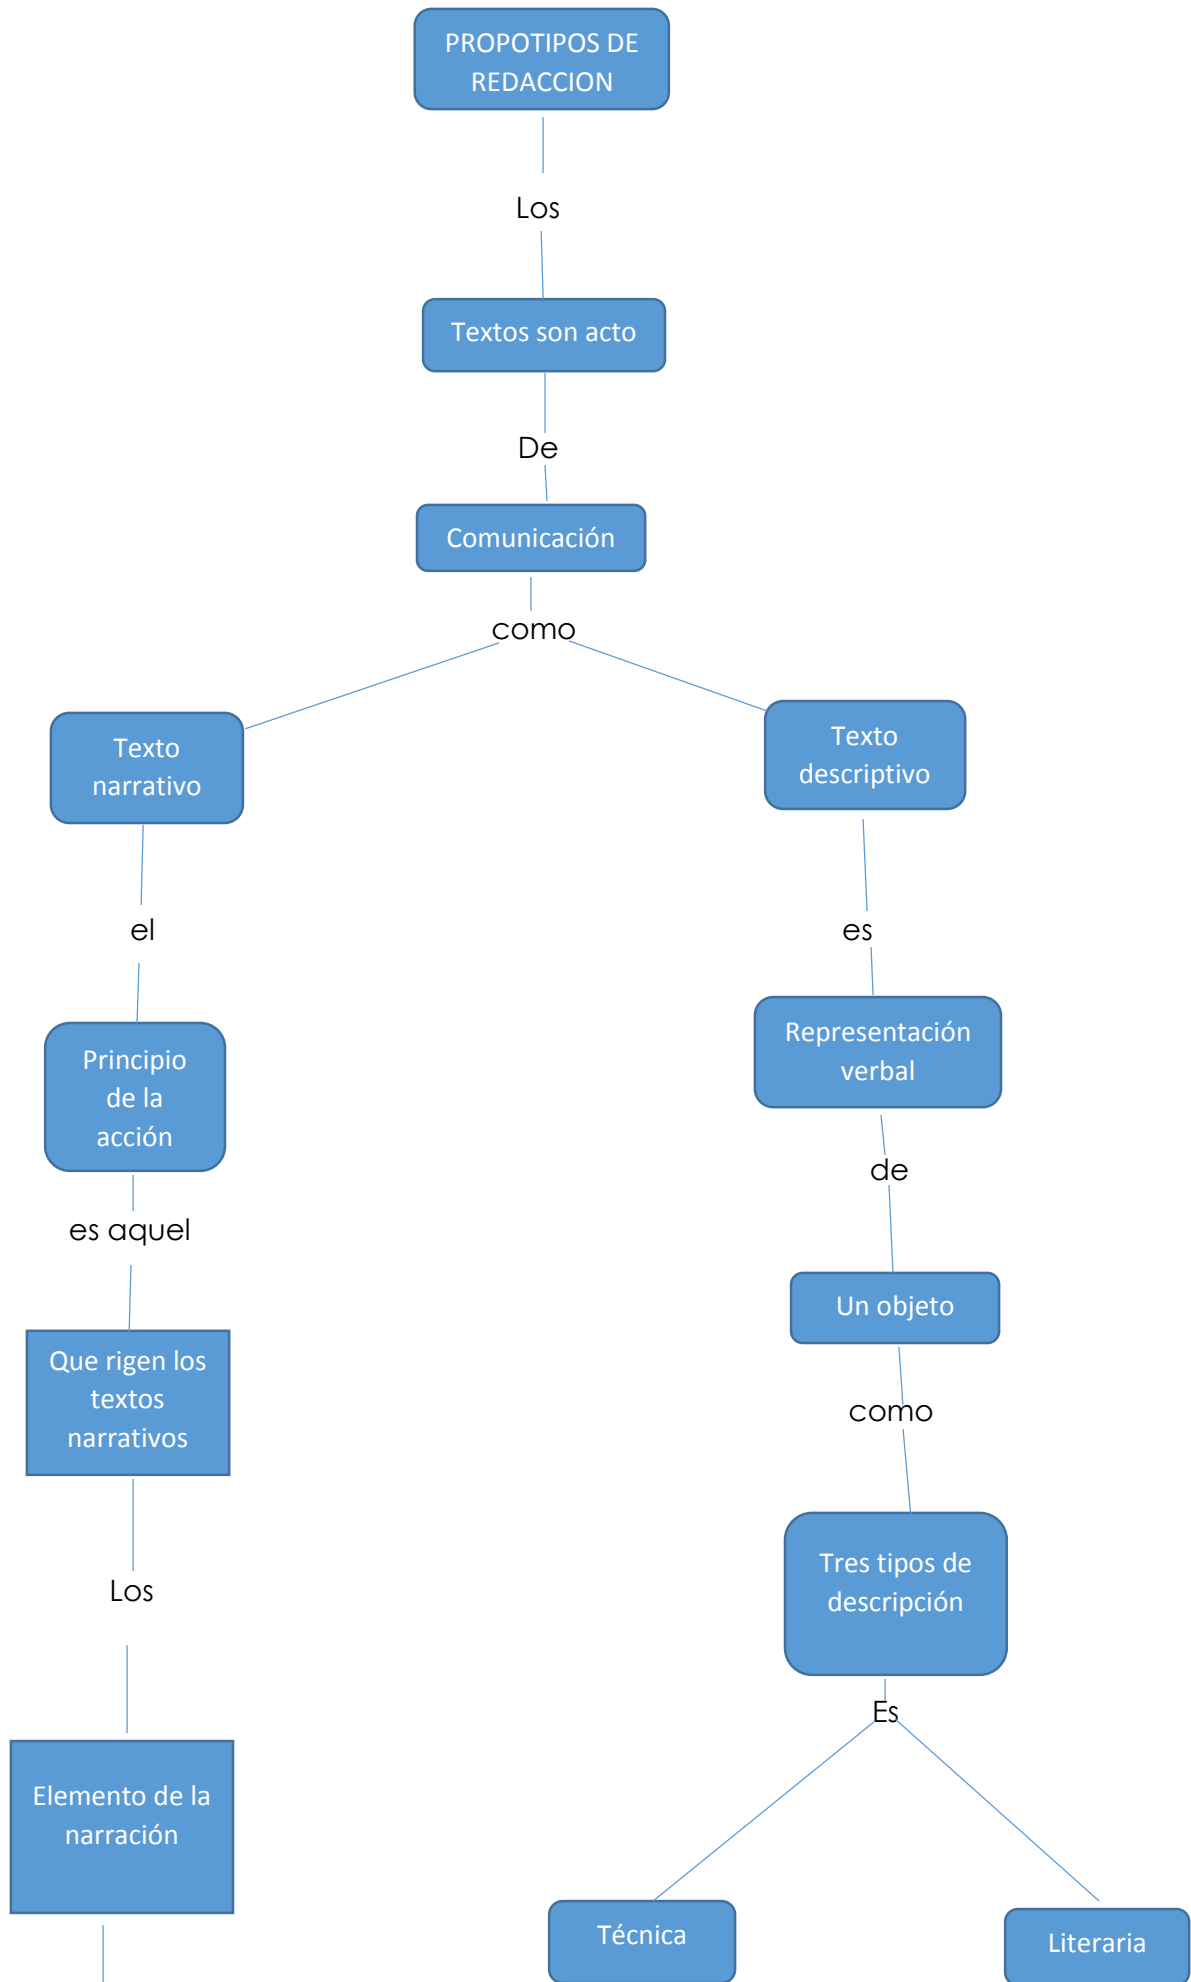 PROPOTIPOS DE
REDACCION
Los
Textos son acto
De
Comunicación
como
Texto
narrativo
el
Principio
de la
acción
es aquel
Que rigen los
textos
narrativos
Los
Elemento de la
narración
Texto
descriptivo
es
Representación
verbal
de
Un objeto
como
Tres tipos de
descripción
Es
Técnica
Literaria